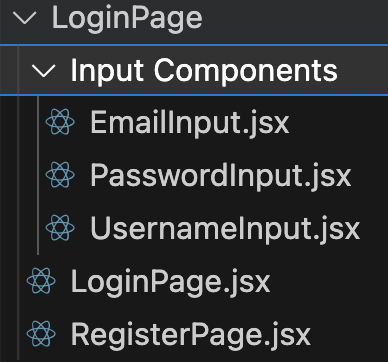 LoginPage
Input Components
EmailInput.jsx
PasswordInput.jsx
UsernameInput.jsx
LoginPage.jsx
RegisterPage.jsx